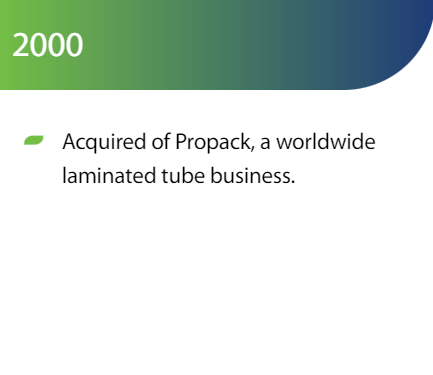 2000
Acquired of Propack, a worldwide
laminated tube business.